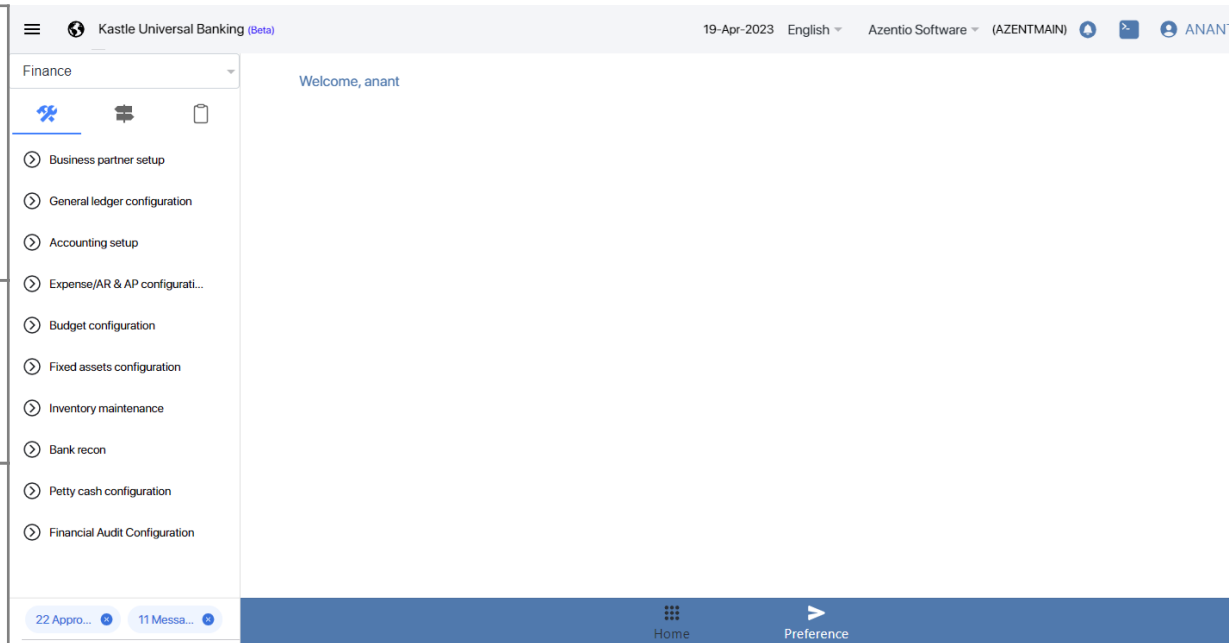 Kastle Universal Banking (Beta)
19-Apr-2023 English Azentio Software (AZENTMAIN) ANANT
Finance
Welcome, anant
Business partner setup
General ledger configuration
Accounting setup
Expense/AR & AP configurati...
Budget configuration
Fixed assets configuration
Inventory maintenance
Bank recon
Petty cash configuration
Financial Audit Configuration
22 Appro... 11 Messa...
Home Preference